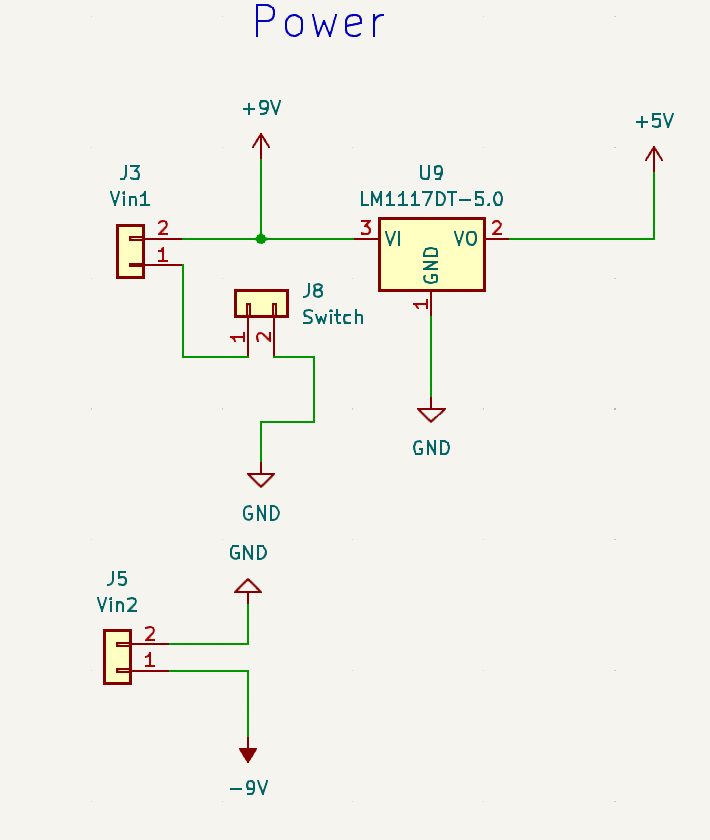 Power
+9V
+5V
J3
Vin1
U9
LM1117DT-5.0
2
1
3
VI
VO
2
GND
1
J8
Switch
1
2
GND
GND
GND
J5
Vin2
2
1
-9V